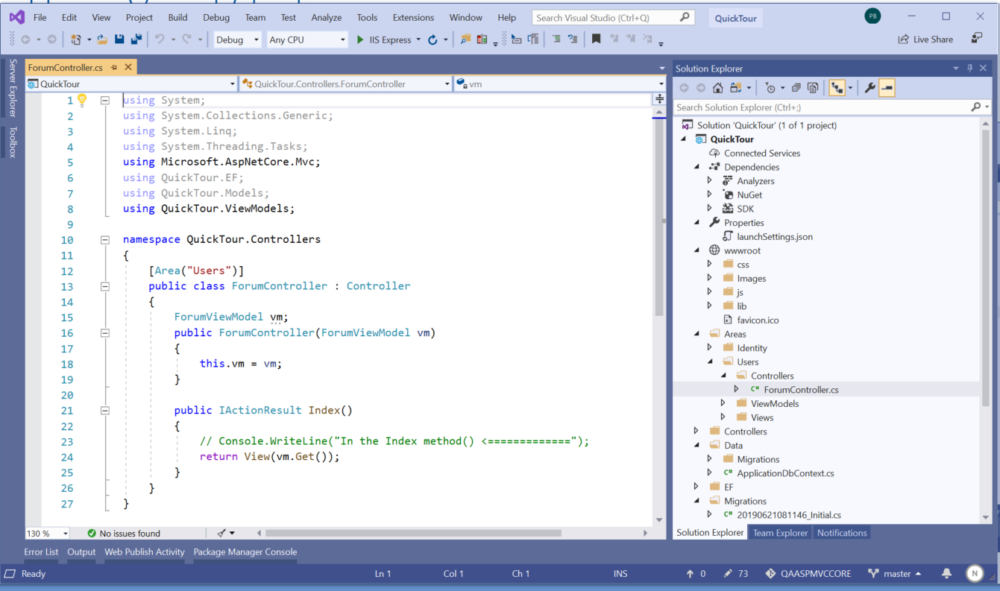 File Edit View Project Build Debug Team Test Analyze Tools Extensions Window Help Search Visual Studio (Ctrl+Q) QuickTour PB
Debug Any CPU IIS Express Live Share
Server Explorer
Toolbox
ForumController.cs
QuickTour QuickTour.Controllers.ForumController vm
1 using System;
2 using System.Collections.Generic;
3 using System.Linq;
4 using System.Threading.Tasks;
5 using Microsoft.AspNetCore.Mvc;
6 using QuickTour.EF;
7 using QuickTour.Models;
8 using QuickTour.ViewModels;
9
10 namespace QuickTour.Controllers
11 {
12 [Area("Users")]
13 public class ForumController : Controller
14 {
15 ForumViewModel vm;
16 public ForumController(ForumViewModel vm)
17 {
18 this.vm = vm;
19 }
20
21 public IActionResult Index()
22 {
23 // Console.WriteLine("In the Index method() <=============");
24 return View(vm.Get());
25 }
26 }
27 }
130 % No issues found
Solution Explorer
Search Solution Explorer (Ctrl+;)
Solution 'QuickTour' (1 of 1 project)
QuickTour
Connected Services
Dependencies
Analyzers
NuGet
SDK
Properties
launchSettings.json
wwwroot
css
Images
js
lib
favicon.ico
Areas
Identity
Users
Controllers
C# ForumController.cs
ViewModels
Views
Controllers
Data
Migrations
C# ApplicationDbContext.cs
EF
Migrations
C# 20190621081146_Initial.cs
Solution Explorer Team Explorer Notifications
Error List Output Web Publish Activity Package Manager Console
Ready Ln 1 Col 1 Ch 1 INS 0 73 QAASPMVCCORE master N